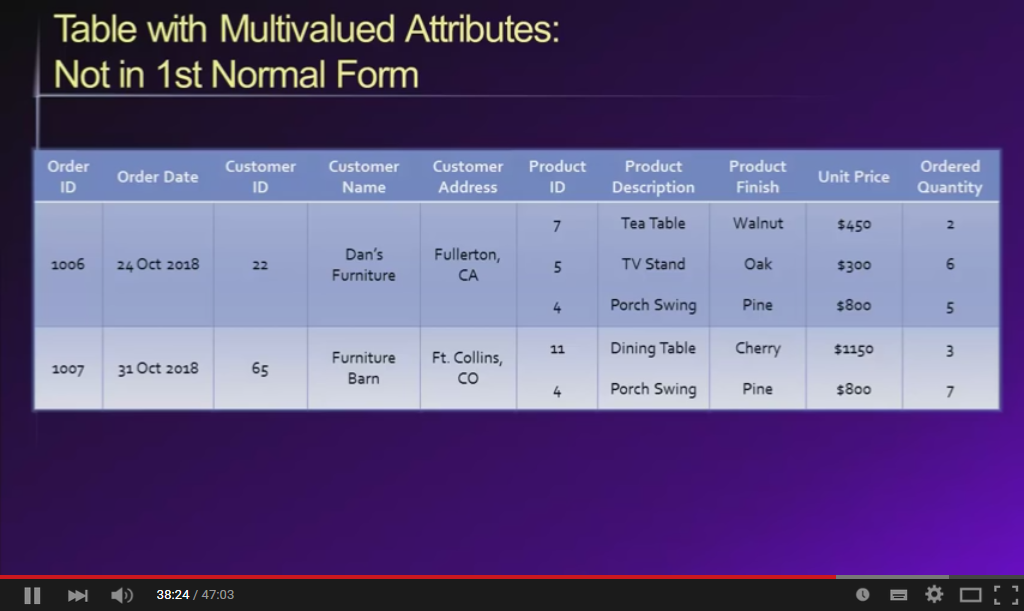 Table with Multivalued Attributes:
Not in 1st Normal Form
Order ID Order Date Customer ID Customer Name Customer Address Product ID Product Description Product Finish Unit Price Ordered Quantity
1006 24 Oct 2018 22 Dan's Furniture Fullerton, CA
7 Tea Table Walnut $450 2
5 TV Stand Oak $300 6
4 Porch Swing Pine $800 5
1007 31 Oct 2018 65 Furniture Barn Ft. Collins, CO
11 Dining Table Cherry $1150 3
4 Porch Swing Pine $800 7
38:24 / 47:03